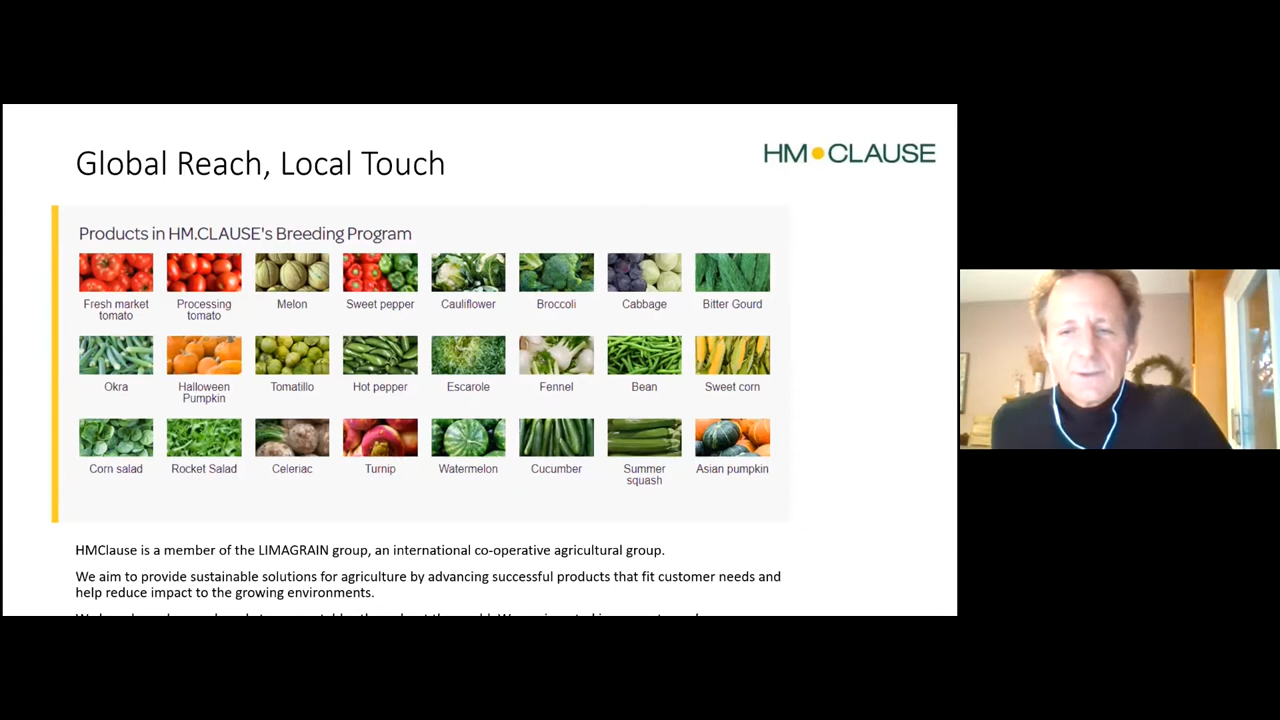 Global Reach, Local Touch
HM CLAUSE
Products in HM.CLAUSE's Breeding Program
Fresh market tomato
Processing tomato
Melon
Sweet pepper
Cauliflower
Broccoli
Cabbage
Bitter Gourd
Okra
Halloween Pumpkin
Tomatillo
Hot pepper
Escarole
Fennel
Bean
Sweet corn
Corn salad
Rocket Salad
Celeriac
Turnip
Watermelon
Cucumber
Summer squash
Asian pumpkin
HMClause is a member of the LIMAGRAIN group, an international co-operative agricultural group.
We aim to provide sustainable solutions for agriculture by advancing successful products that fit customer needs and
help reduce impact to the growing environments.